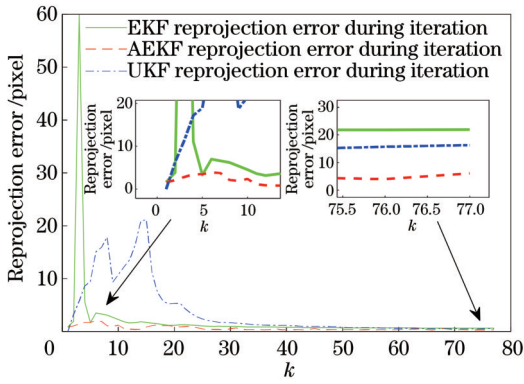 60
50
40
30
20
10
0
10
20
30
40
50
60
70
80
Reprojection error /pixel
k
EKF reprojection error during iteration
AEKF reprojection error during iteration
UKF reprojection error during iteration
Reprojection
error /pixel
20
10
0
0
5
10
k
Reprojection
error /pixel
30
20
10
0
75.5
76.0
76.5
77.0
k